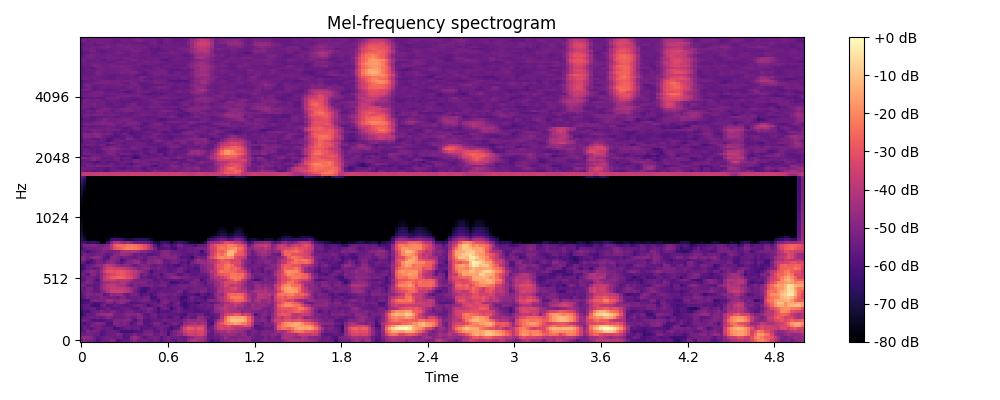 Mel-frequency spectrogram
Hz
4096
2048
1024
512
0
0 0.6 1.2 1.8 2.4 3 3.6 4.2 4.8
Time
+0 dB
-10 dB
-20 dB
-30 dB
-40 dB
-50 dB
-60 dB
-70 dB
-80 dB